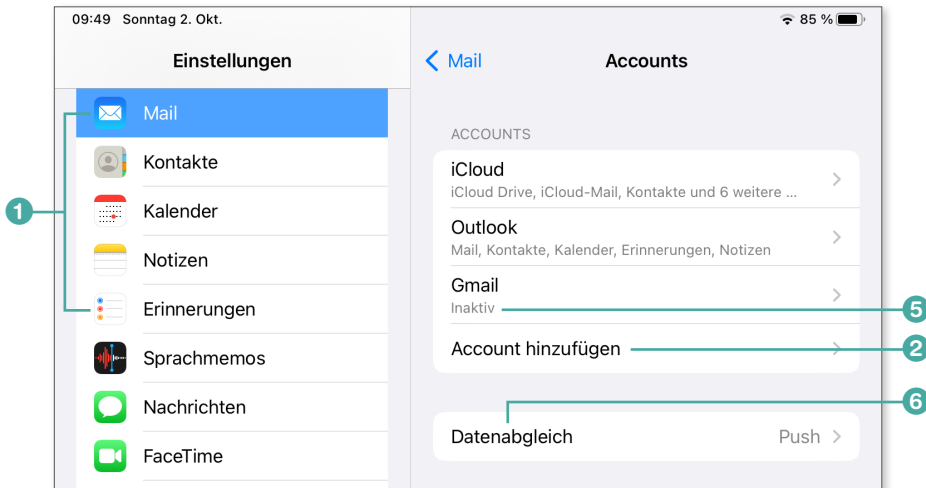 09:49 Sonntag 2. Okt.
85 %
Einstellungen
Mail
Kontakte
Kalender
Notizen
Erinnerungen
Sprachmemos
Nachrichten
FaceTime
1
Mail
Accounts
ACCOUNTS
iCloud
iCloud Drive, iCloud-Mail, Kontakte und 6 weitere ...
Outlook
Mail, Kontakte, Kalender, Erinnerungen, Notizen
Gmail
Inaktiv
5
Account hinzufügen
2
6
Datenabgleich Push